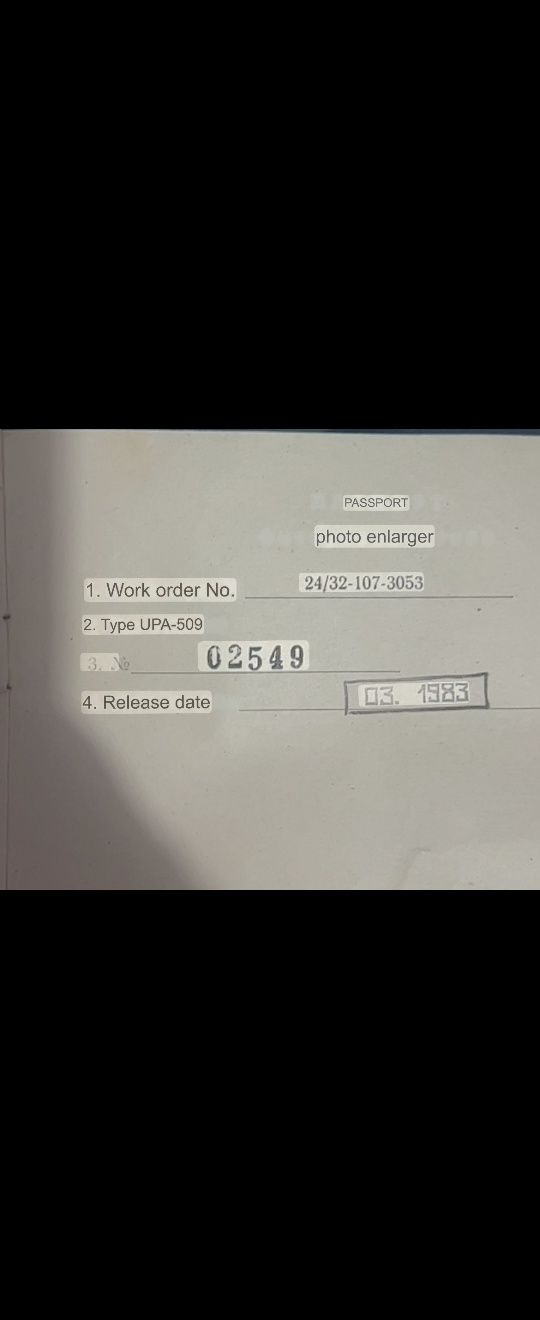 PASSPORT
photo enlarger
1. Work order No. 24/32-107-3053
2. Type UPA-509
3. № 02549
4. Release date 03. 1983